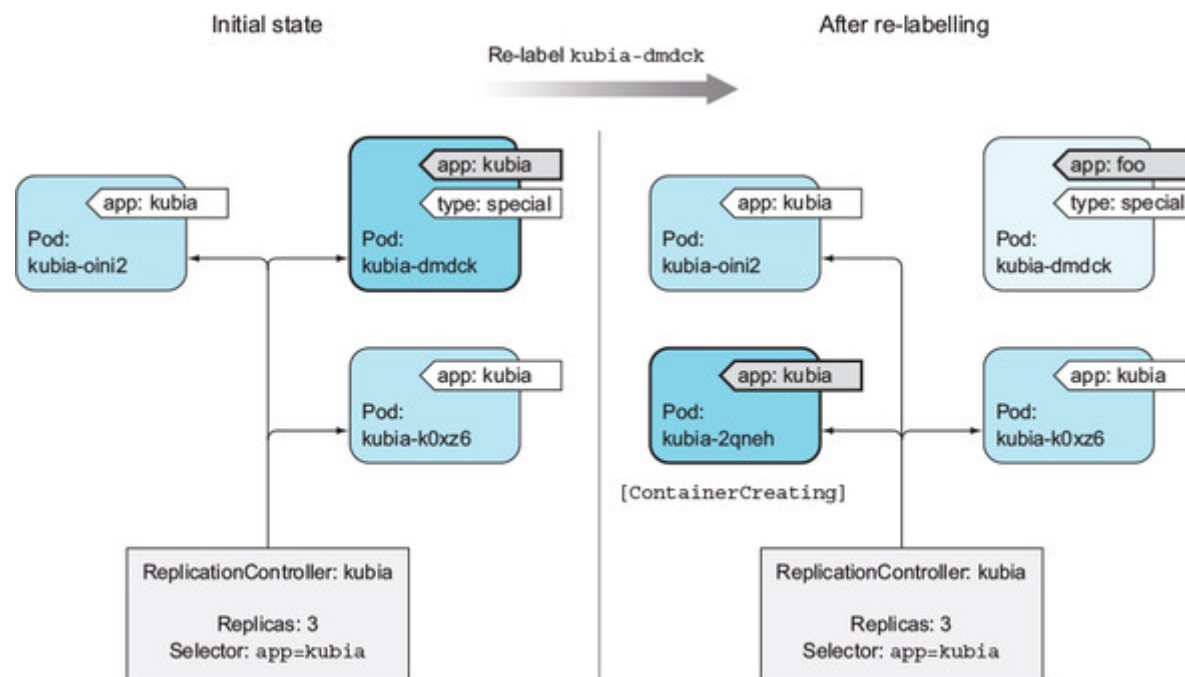 Initial state
After re-labelling
Re-label kubia-dmdck
app: kubia
type: special
Pod:
kubia-dmdck
app: kubia
Pod:
kubia-oini2
app: kubia
Pod:
kubia-k0xz6
ReplicationController: kubia
Replicas: 3
Selector: app=kubia
app: kubia
Pod:
kubia-oini2
app: foo
type: special
Pod:
kubia-dmdck
app: kubia
Pod:
kubia-2qneh
[ContainerCreating]
app: kubia
Pod:
kubia-k0xz6
ReplicationController: kubia
Replicas: 3
Selector: app=kubia